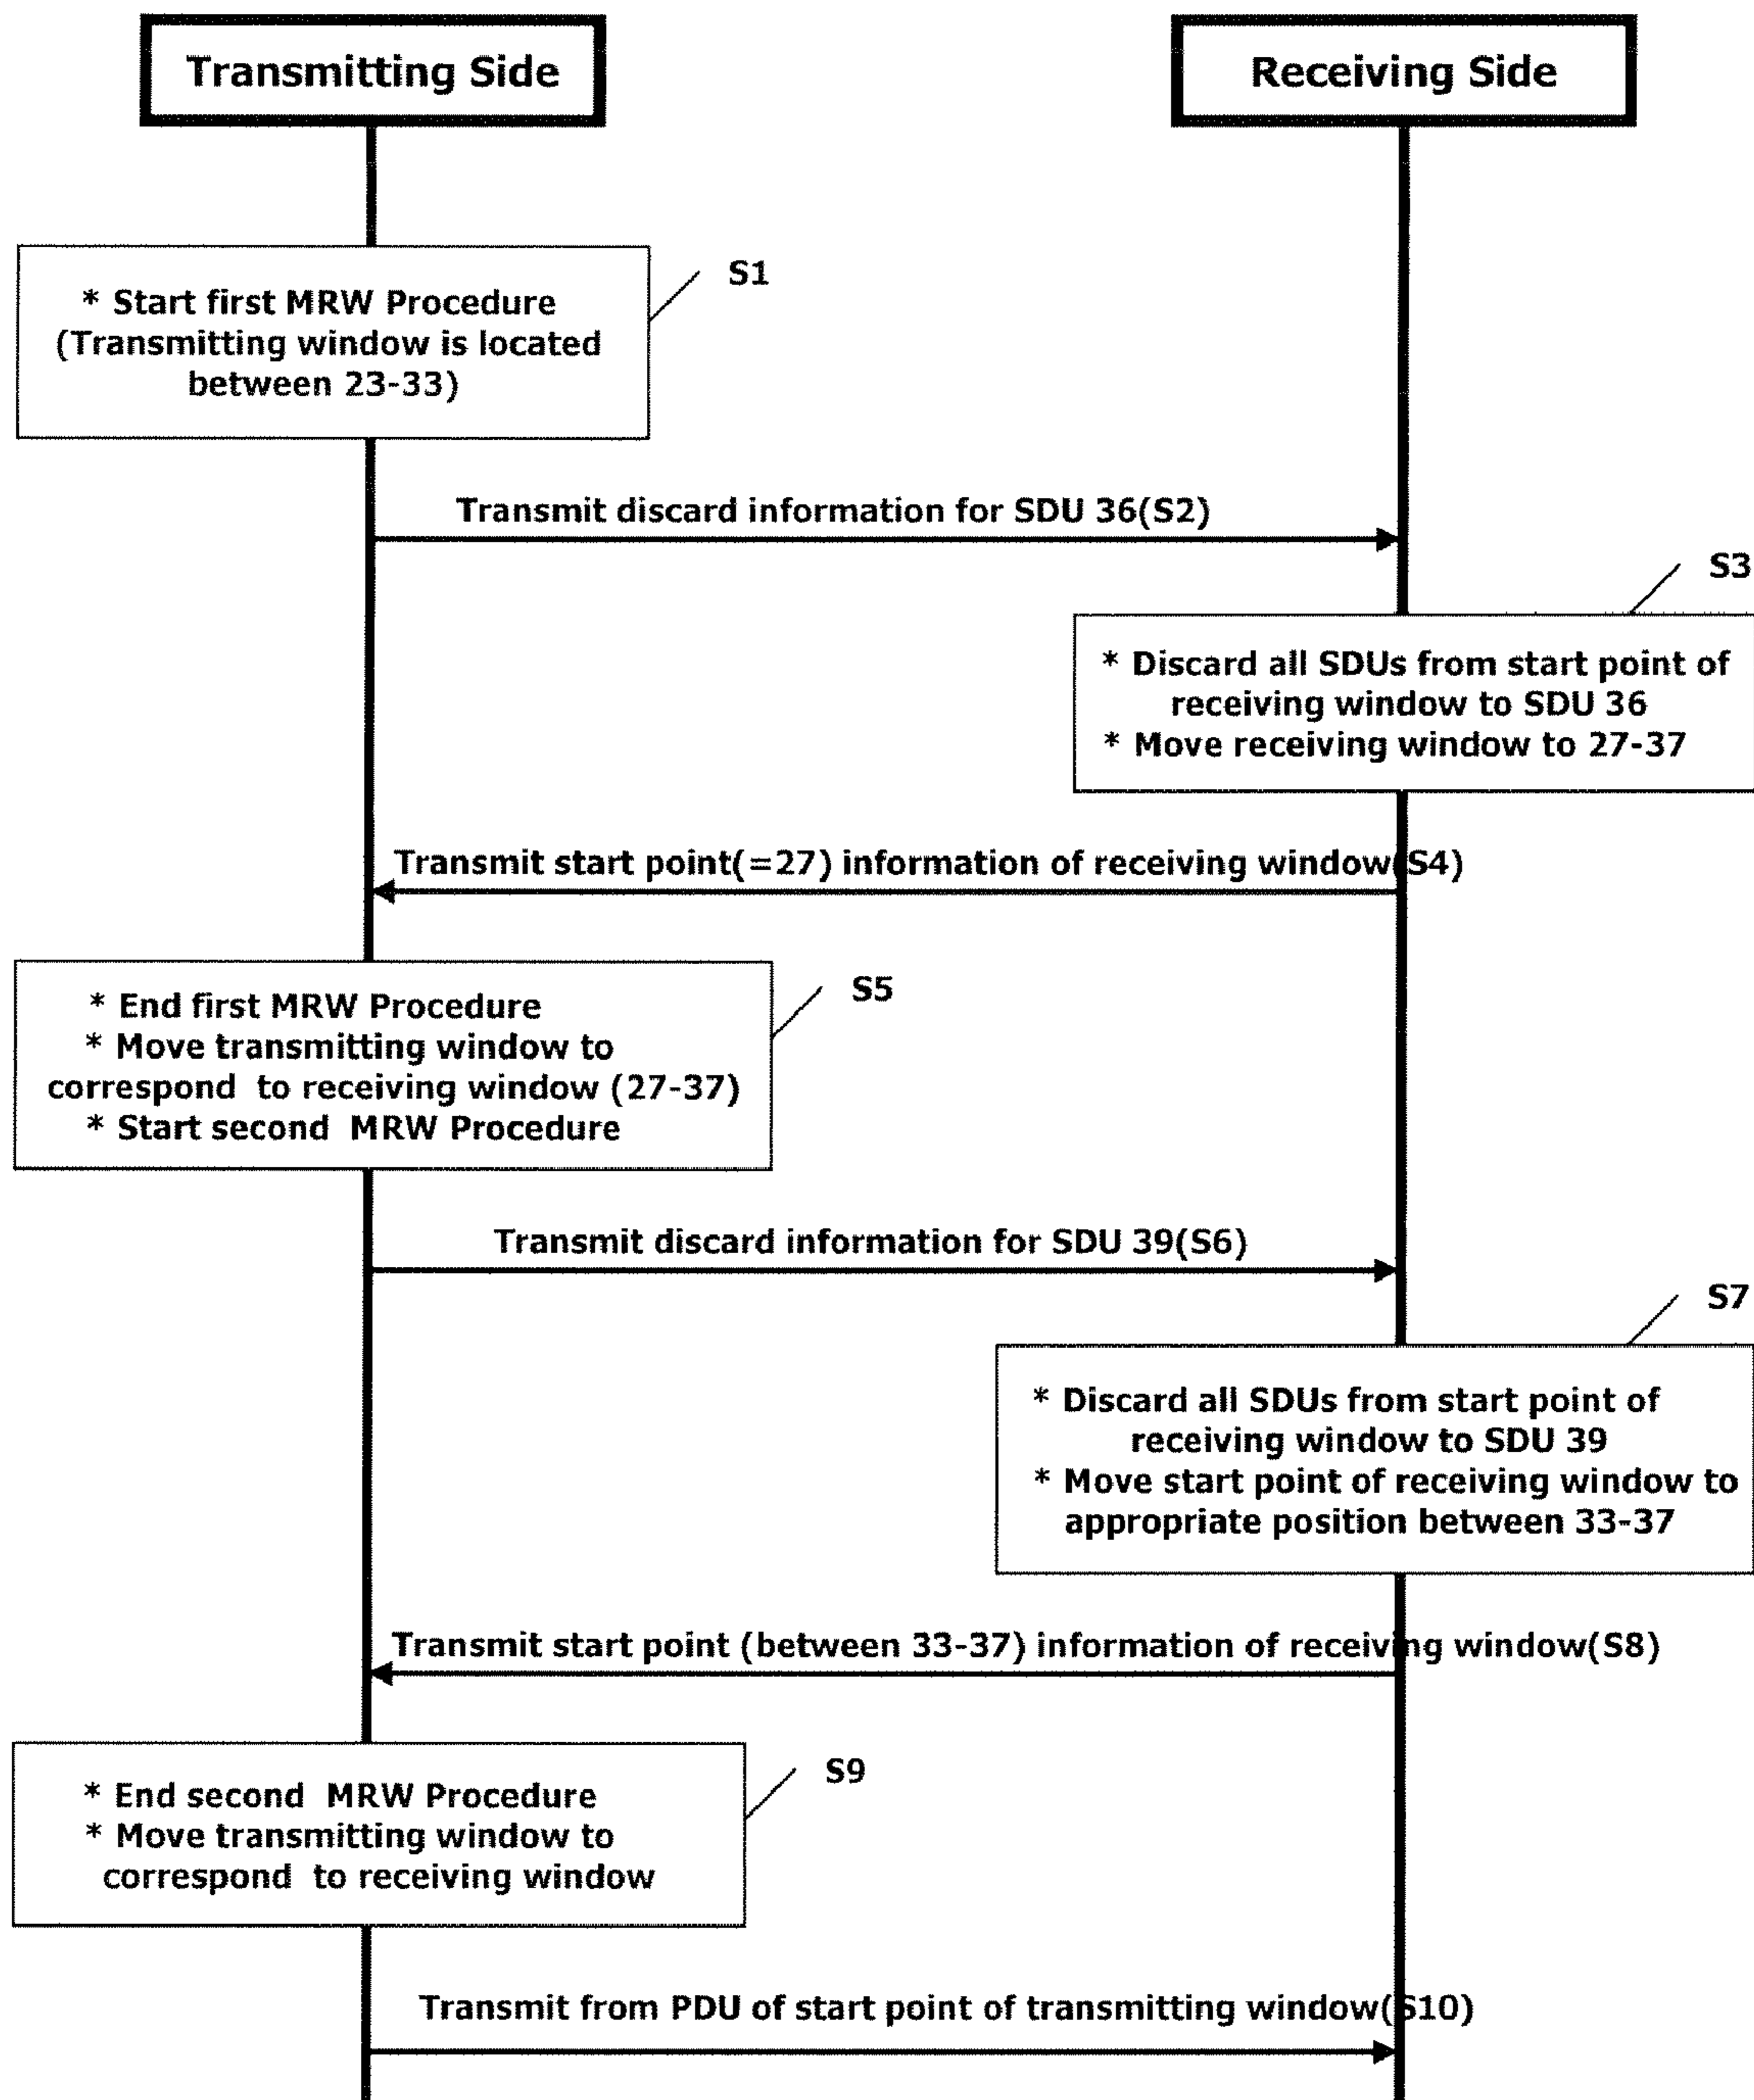 Transmitting Side
Receiving Side
* Start first MRW Procedure
(Transmitting window is located
between 23-33)
S1
Transmit discard information for SDU 36(S2)
S3
* Discard all SDUs from start point of
receiving window to SDU 36
* Move receiving window to 27-37
Transmit start point(=27) information of receiving window(S4)
* End first MRW Procedure
* Move transmitting window to
correspond to receiving window (27-37)
* Start second MRW Procedure
S5
Transmit discard information for SDU 39(S6)
S7
* Discard all SDUs from start point of
receiving window to SDU 39
* Move start point of receiving window to
appropriate position between 33-37
Transmit start point (between 33-37) information of receiving window(S8)
* End second MRW Procedure
* Move transmitting window to
correspond to receiving window
S9
Transmit from PDU of start point of transmitting window(S10)